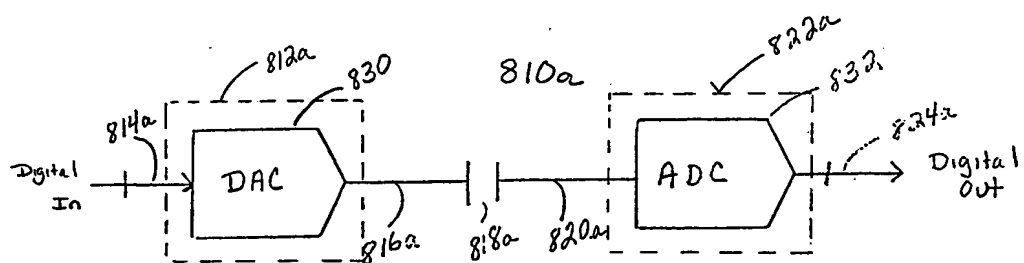 812a
830
810a
822a
832
814a
824a
Digital
In
DAC
ADC
Digital
Out
816a
818a
820a